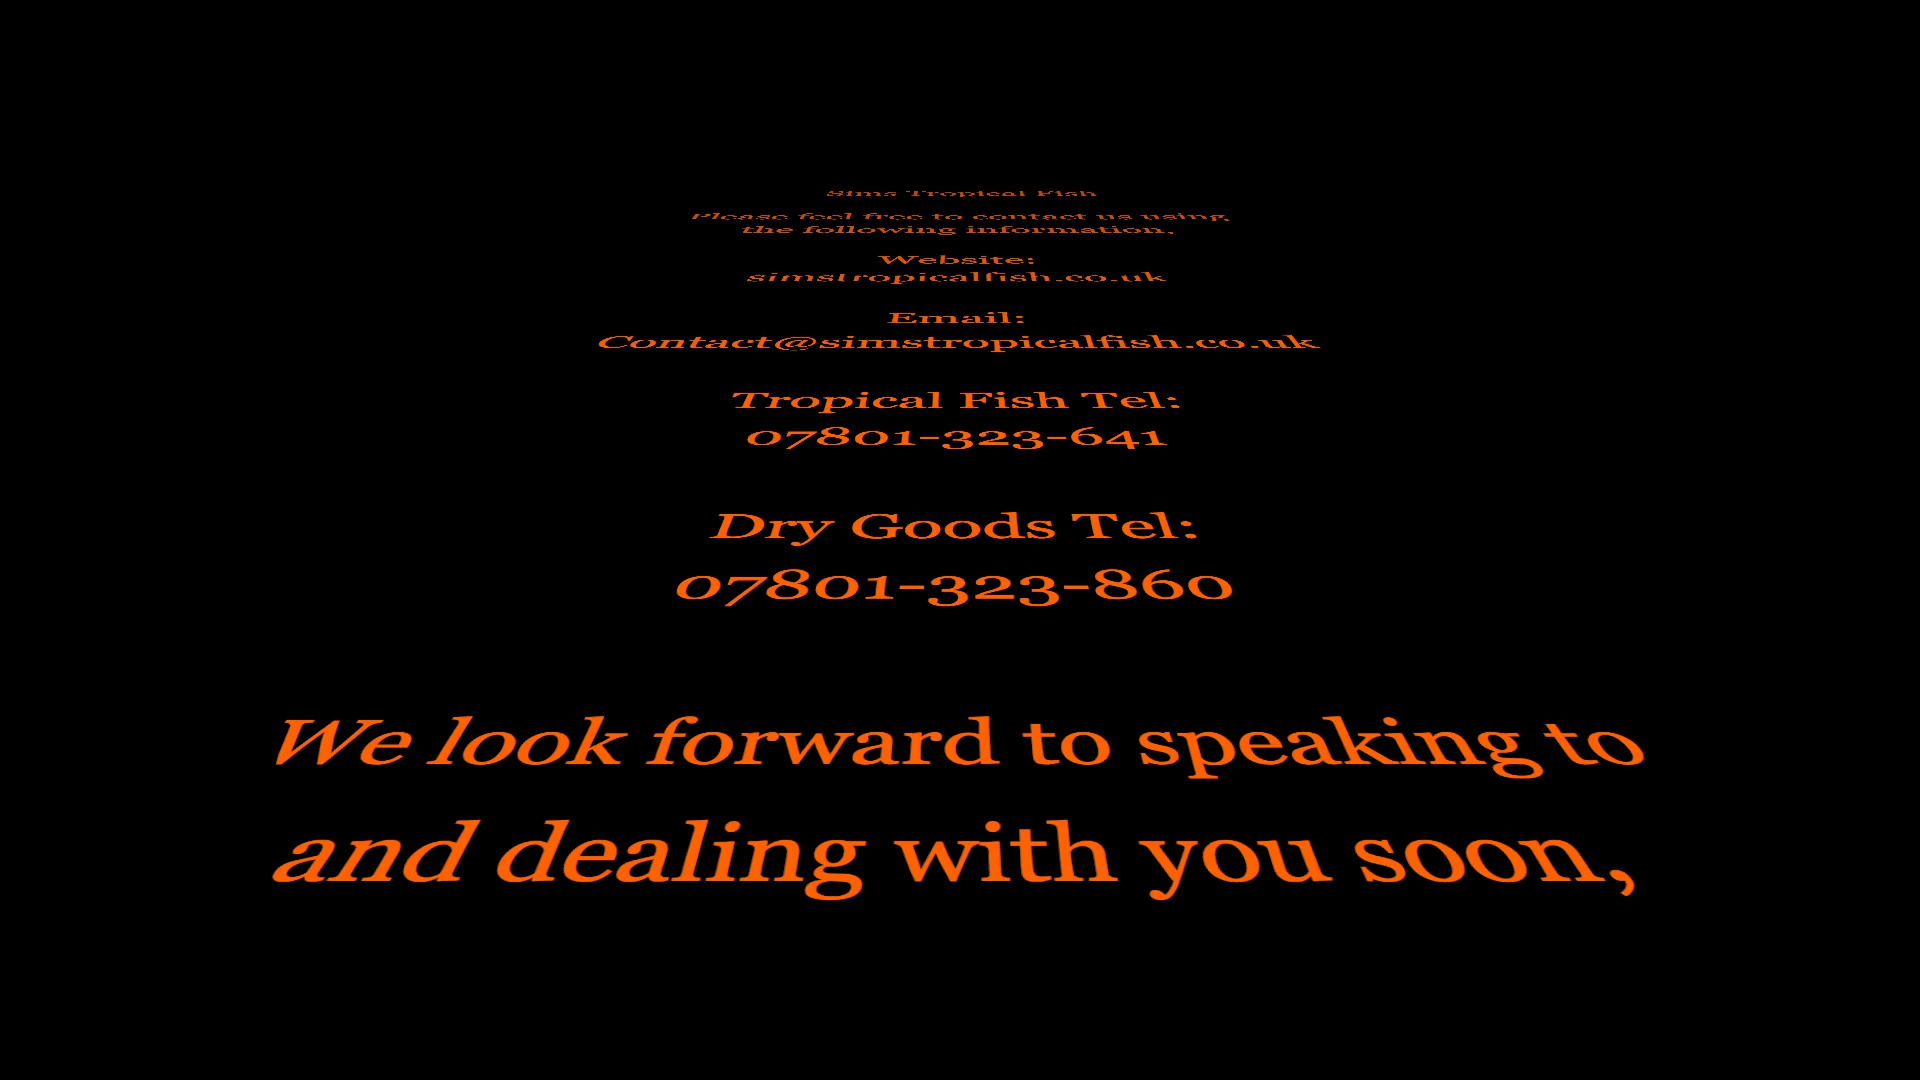 Sims Tropical Fish
Please feel free to contact us using
the following information,
Website:
simstropicalfish.co.uk
Email:
Contact@simstropicalfish.co.uk
Tropical Fish Tel:
07801-323-641
Dry Goods Tel:
07801-323-860
We look forward to speaking to
and dealing with you soon,